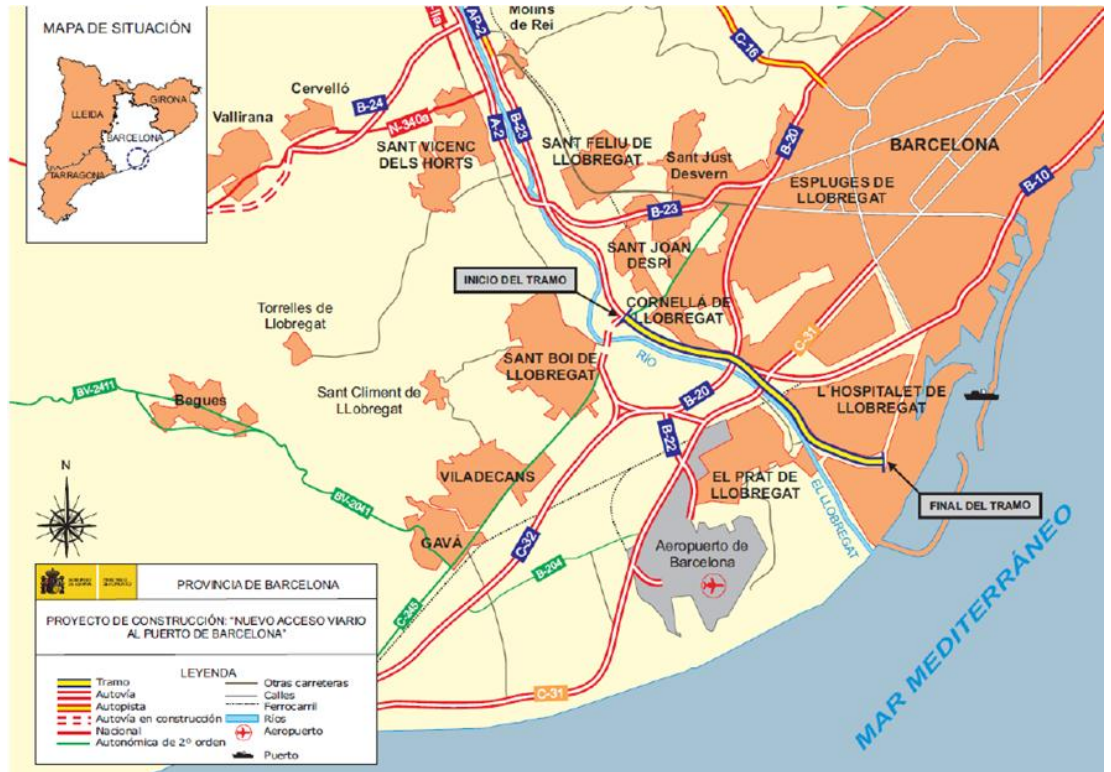 MAPA DE SITUACIÓN
LLEIDA
GIRONA
BARCELONA
TARRAGONA
Molins
de Rei
C-16
AP-2
B-24
Cervelló
Vallirana
N-340a
A-2
B-23
SANT VICENC
DELS HORTS
SANT FELIU DE
LLOBREGAT
Sant Just
Desvern
B-20
BARCELONA
B-10
ESPLUGES DE
LLOBREGAT
B-23
SANT JOAN
DESPÍ
INICIO DEL TRAMO
CORNELLÁ DE
LLOBREGAT
Torrelles de
Llobregat
RÍO
C-31
SANT BOI DE
LLOBREGAT
BV-2411
Begues
Sant Climent de
LLobregat
B-20
L'HOSPITALET DE
LLOBREGAT
B-22
N
VILADECANS
EL PRAT DE
LLOBREGAT
EL LLOBREGAT
FINAL DEL TRAMO
BV-2041
GAVÁ
C-32
B-204
Aeropuerto de
Barcelona
C-245
C-31
MAR MEDITERRÁNEO
PROVINCIA DE BARCELONA
PROYECTO DE CONSTRUCCIÓN: "NUEVO ACCESO VIARIO
AL PUERTO DE BARCELONA"
LEYENDA
Tramo
Autovía
Autopista
Autovía en construcción
Nacional
Autonómica de 2º orden
Otras carreteras
Calles
Ferrocarril
Ríos
Aeropuerto
Puerto